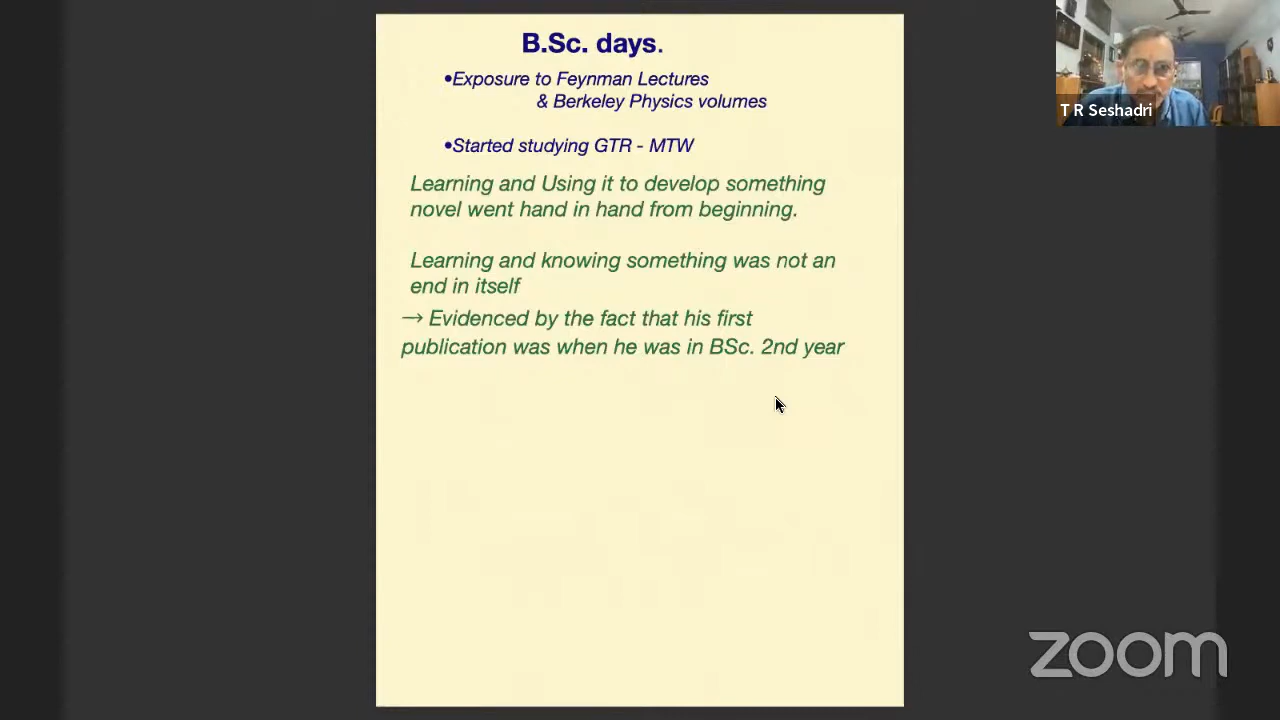 B.Sc. days.
•Exposure to Feynman Lectures
& Berkeley Physics volumes
•Started studying GTR - MTW
Learning and Using it to develop something
novel went hand in hand from beginning.
Learning and knowing something was not an
end in itself
→ Evidenced by the fact that his first
publication was when he was in BSc. 2nd year
T R Seshadri
zoom